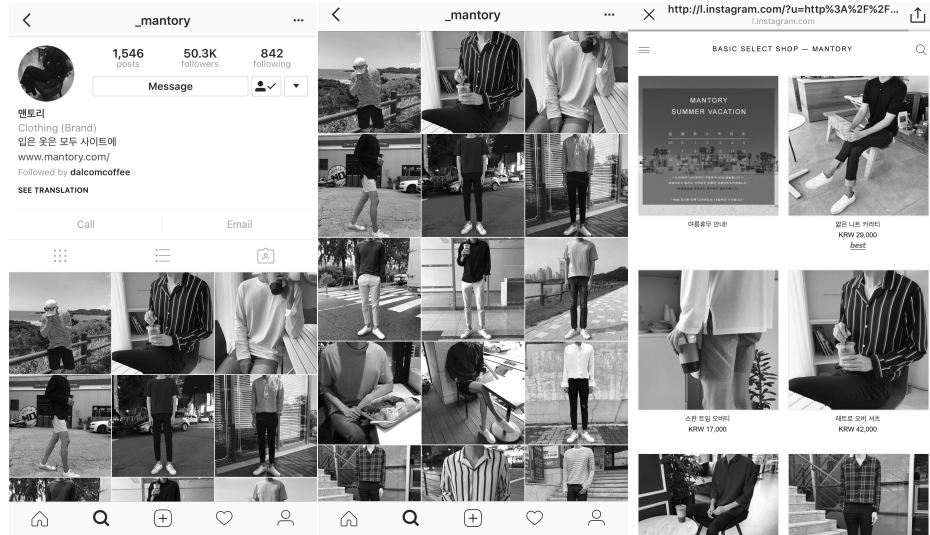 _mantory
1,546
posts
50.3K
followers
842
following
Message
맨토리
Clothing (Brand)
입은 옷은 모두 사이트에
www.mantory.com/
Followed by dalcomcoffee
SEE TRANSLATION
Call
Email
_mantory
http://l.instagram.com/?u=http%3A%2F%2F...
l.instagram.com
BASIC SELECT SHOP — MANTORY
MANTORY
SUMMER VACATION
여름휴무 안내!
얇은 니트 카라티
KRW 29,000
best
스판 트임 오버티
KRW 17,000
레트로 오버 셔츠
KRW 42,000